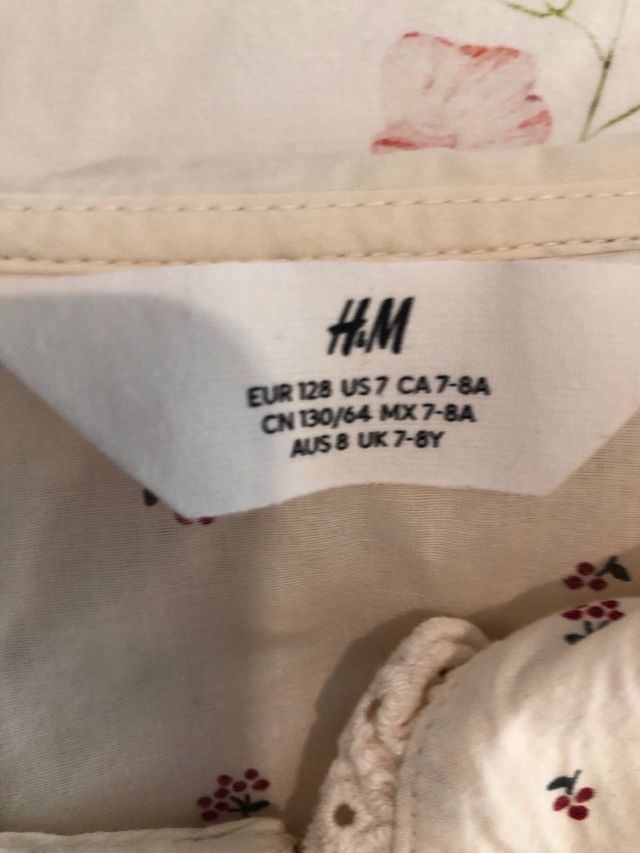 H&M
EUR 128 US 7 CA 7-8A
CN 130/64 MX 7-8A
AUS 8 UK 7-8Y